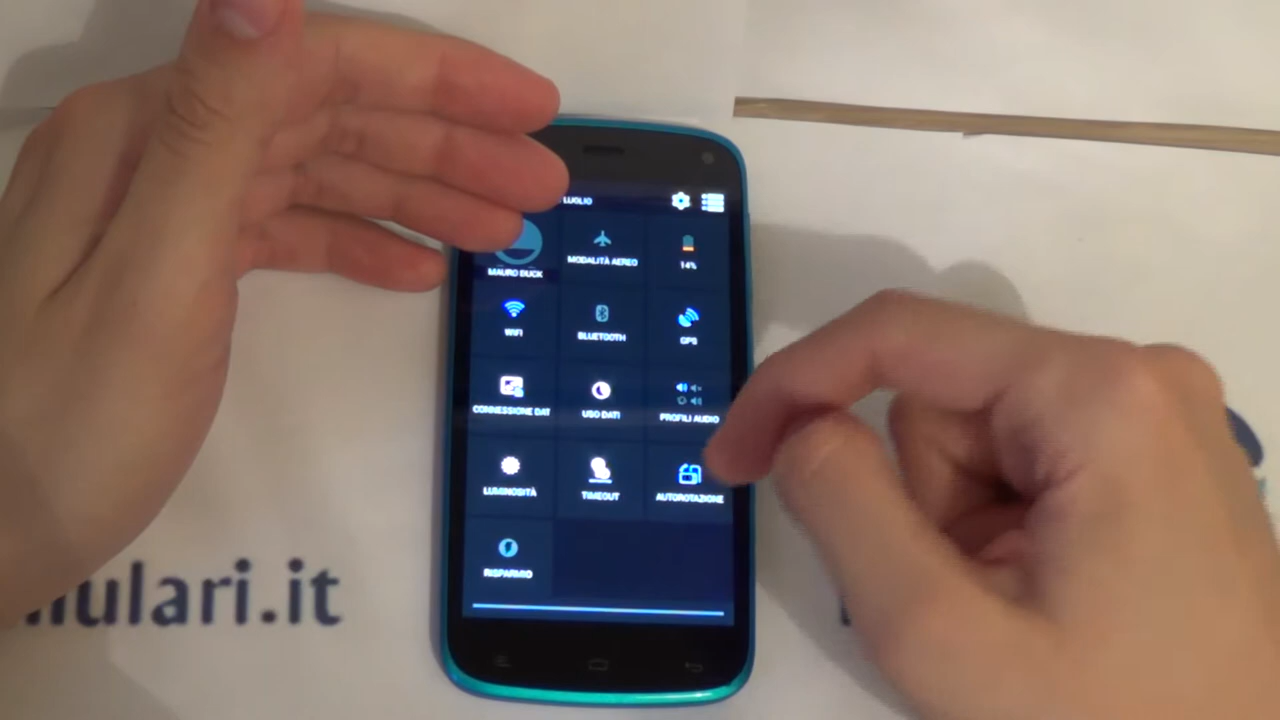 LUGLIO
MAURO DUCK
MODALITÀ AEREO
14%
WIFI
BLUETOOTH
GPS
CONNESSIONE DAT
USO DATI
PROFILI AUDIO
LUMINOSITÀ
TIMEOUT
AUTOROTAZIONE
RISPARMIO
lulari.it